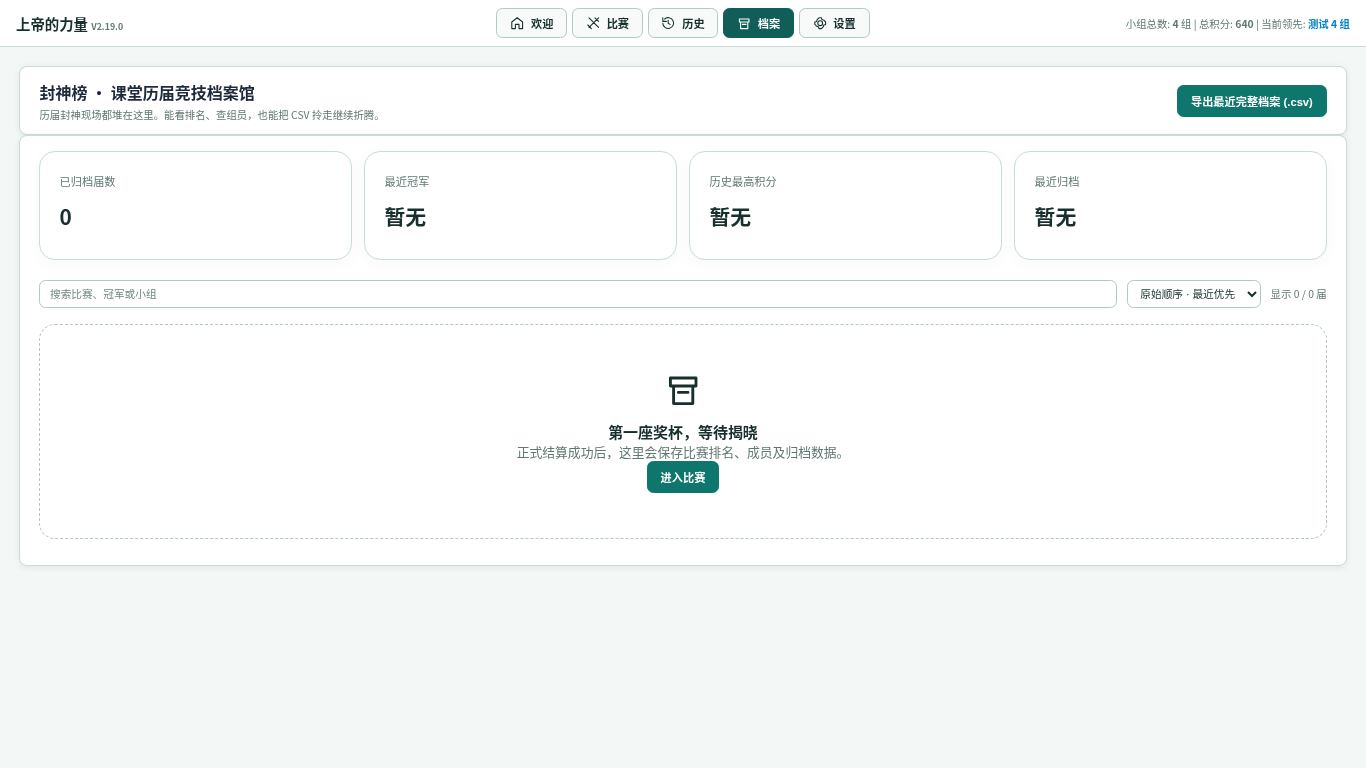 上帝的力量 V2.19.0
欢迎
比赛
历史
档案
设置
小组总数: 4 组 | 总积分: 640 | 当前领先: 测试 4 组
封神榜 • 课堂历届竞技档案馆
历届封神现场都堆在这里。能看排名、查组员，也能把 CSV 拎走继续折腾。
导出最近完整档案 (.csv)
已归档届数
0
最近冠军
暂无
历史最高积分
暂无
最近归档
暂无
搜索比赛、冠军或小组
原始顺序 · 最近优先
显示 0 / 0 届
第一座奖杯，等待揭晓
正式结算成功后，这里会保存比赛排名、成员及归档数据。
进入比赛